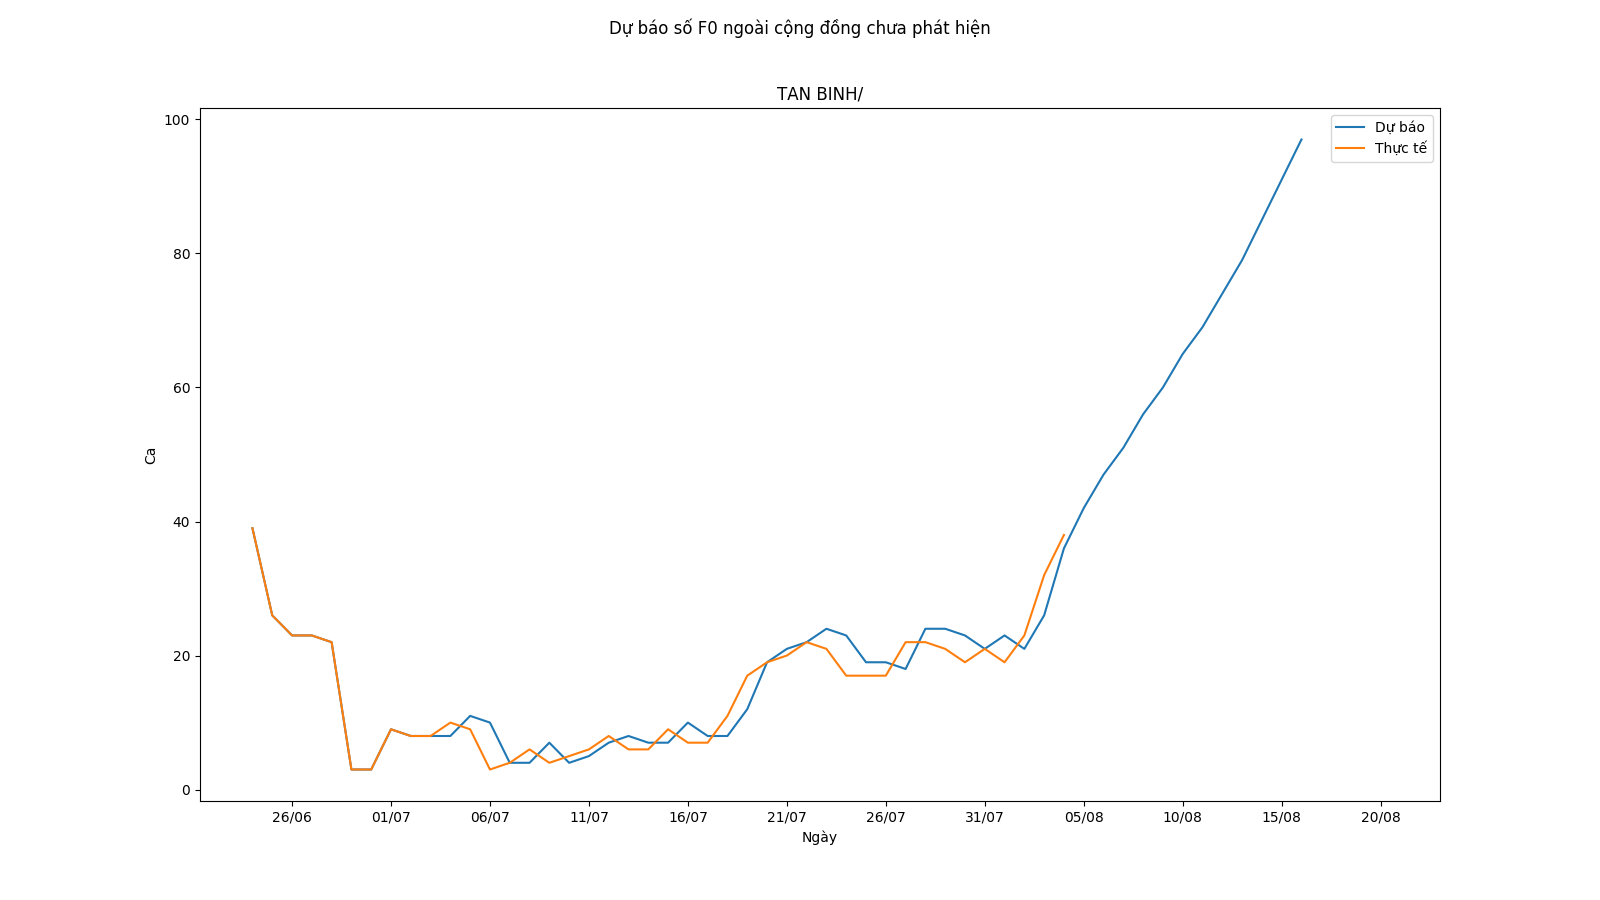 Dự báo số F0 ngoài cộng đồng chưa phát hiện
TAN BINH/
Dự báo
Thực tế
100
80
60
40
20
0
Ca
26/06 01/07 06/07 11/07 16/07 21/07 26/07 31/07 05/08 10/08 15/08 20/08
Ngày